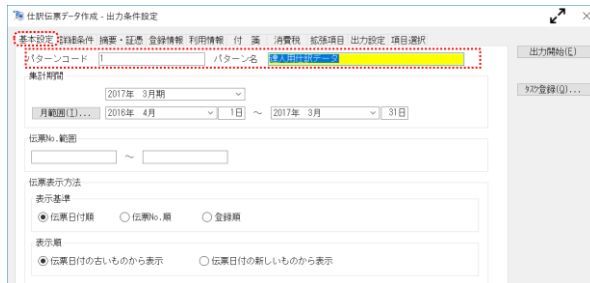 仕訳伝票データ作成 - 出力条件設定
基本設定 詳細条件 摘要・証憑 登録情報 利用情報 付 箋 消費税 拡張項目 出力設定 項目選択
出力開始(E)
パターンコード 1 パターン名 達人用仕訳データ
タスク登録(Q)...
集計期間
2017年 3月期
月範囲(I)... 2016年 4月 1日 ～ 2017年 3月 31日
伝票No.範囲
～
伝票表示方法
表示基準
伝票日付順 伝票No.順 登録順
表示順
伝票日付の古いものから表示 伝票日付の新しいものから表示